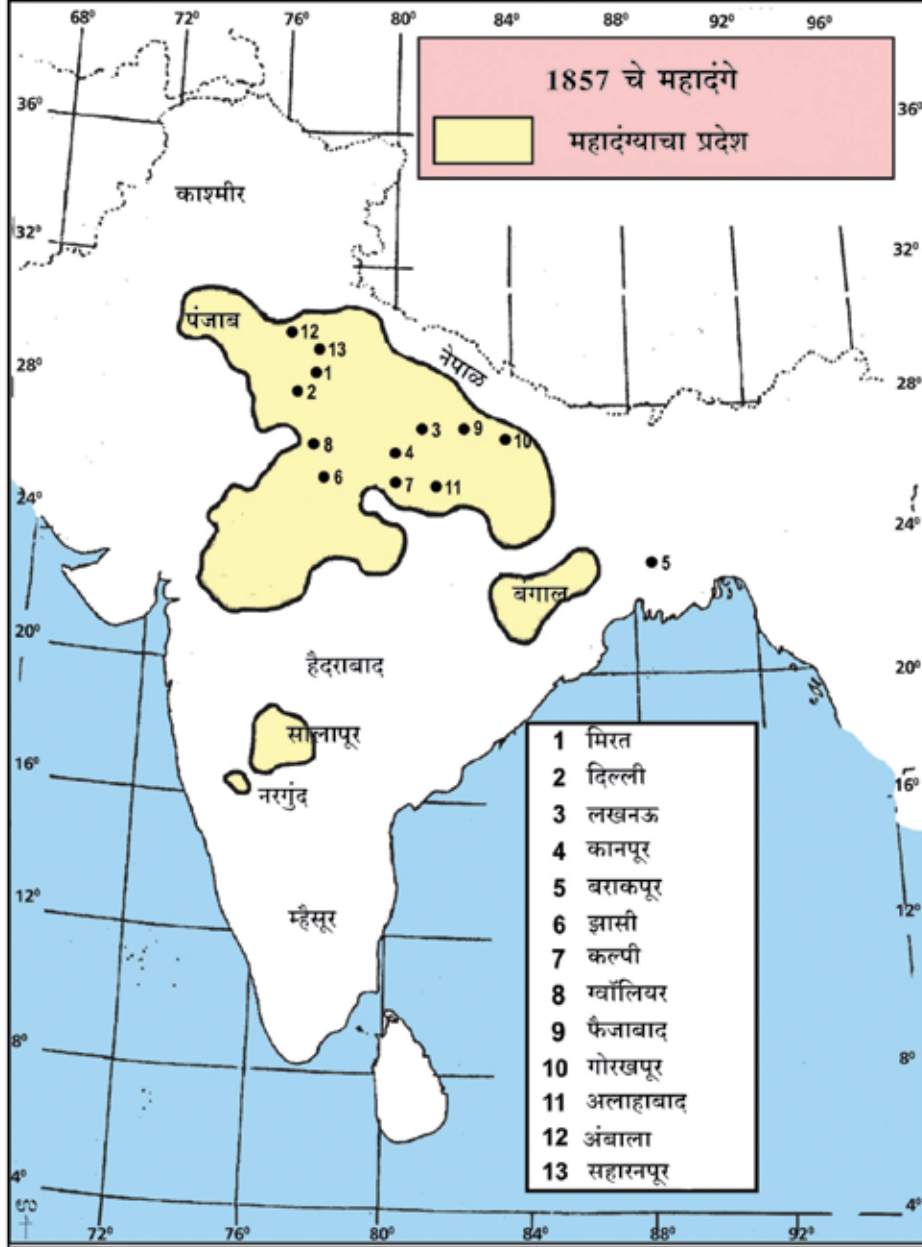 68° 72° 76° 80° 84° 88° 92° 96°
1857 चे महादंगे
महादंग्याचा प्रदेश
36° 36°
काश्मीर
32° 32°
पंजाब
12
13
1
2
नेपाळ
28° 28°
3 9 10
8 4
6 7 11
24° 24°
5
बंगाल
20° 20°
हैदराबाद
सोलापूर
नरगुंद
16° 16°
म्हैसूर
12° 12°
8° 8°
4° 4°
1 मिरत
2 दिल्ली
3 लखनऊ
4 कानपूर
5 बराकपूर
6 झासी
7 कल्पी
8 ग्वॉलियर
9 फैजाबाद
10 गोरखपूर
11 अलाहाबाद
12 अंबाला
13 सहारनपूर
72° 76° 80° 84° 88° 92°